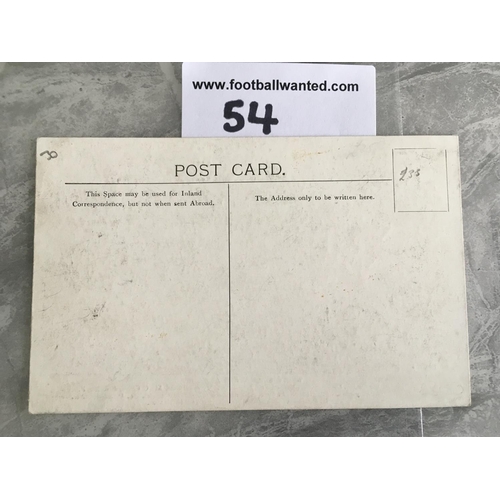 www.footballwanted.com
54
POST CARD.
This Space may be used for Inland
Correspondence, but not when sent Abroad.
The Address only to be written here.